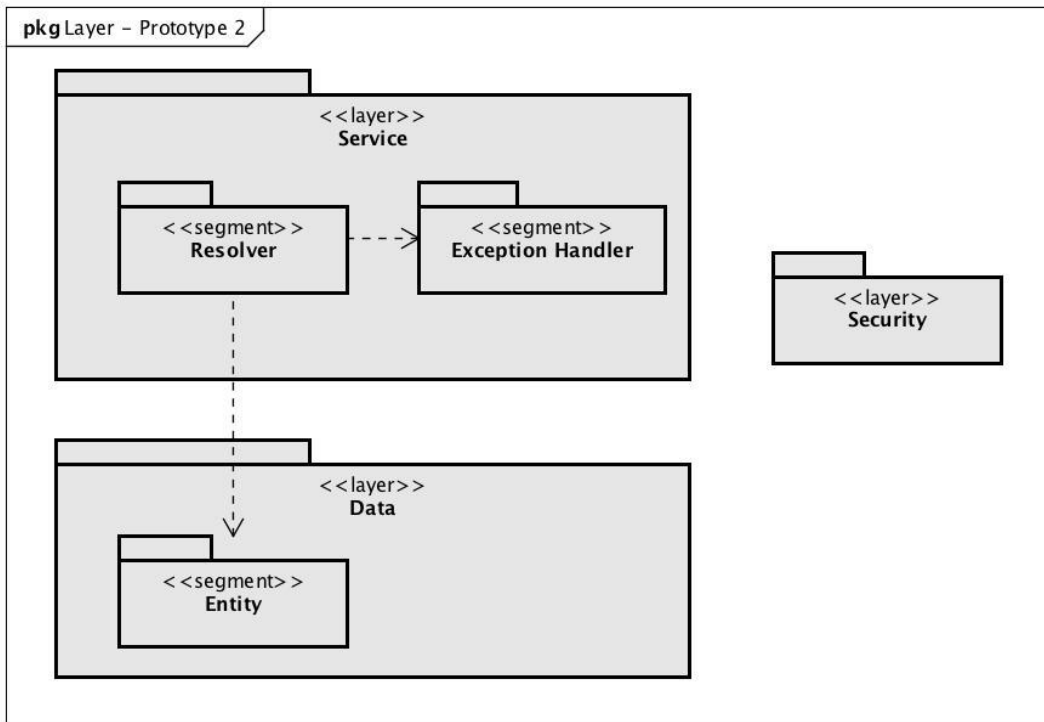 pkg Layer – Prototype 2
<<layer>>
Service
<<segment>>
Resolver
<<segment>>
Exception Handler
<<layer>>
Security
<<layer>>
Data
<<segment>>
Entity